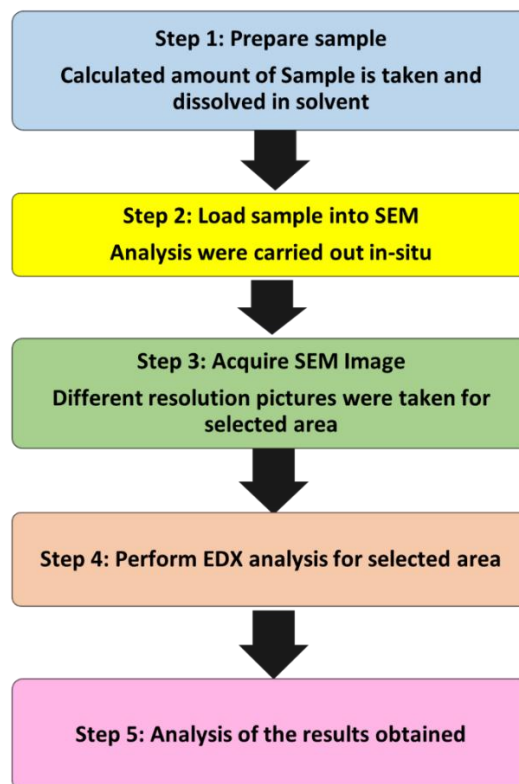 Step 1: Prepare sample
Calculated amount of Sample is taken and
dissolved in solvent
Step 2: Load sample into SEM
Analysis were carried out in-situ
Step 3: Acquire SEM Image
Different resolution pictures were taken for
selected area
Step 4: Perform EDX analysis for selected area
Step 5: Analysis of the results obtained